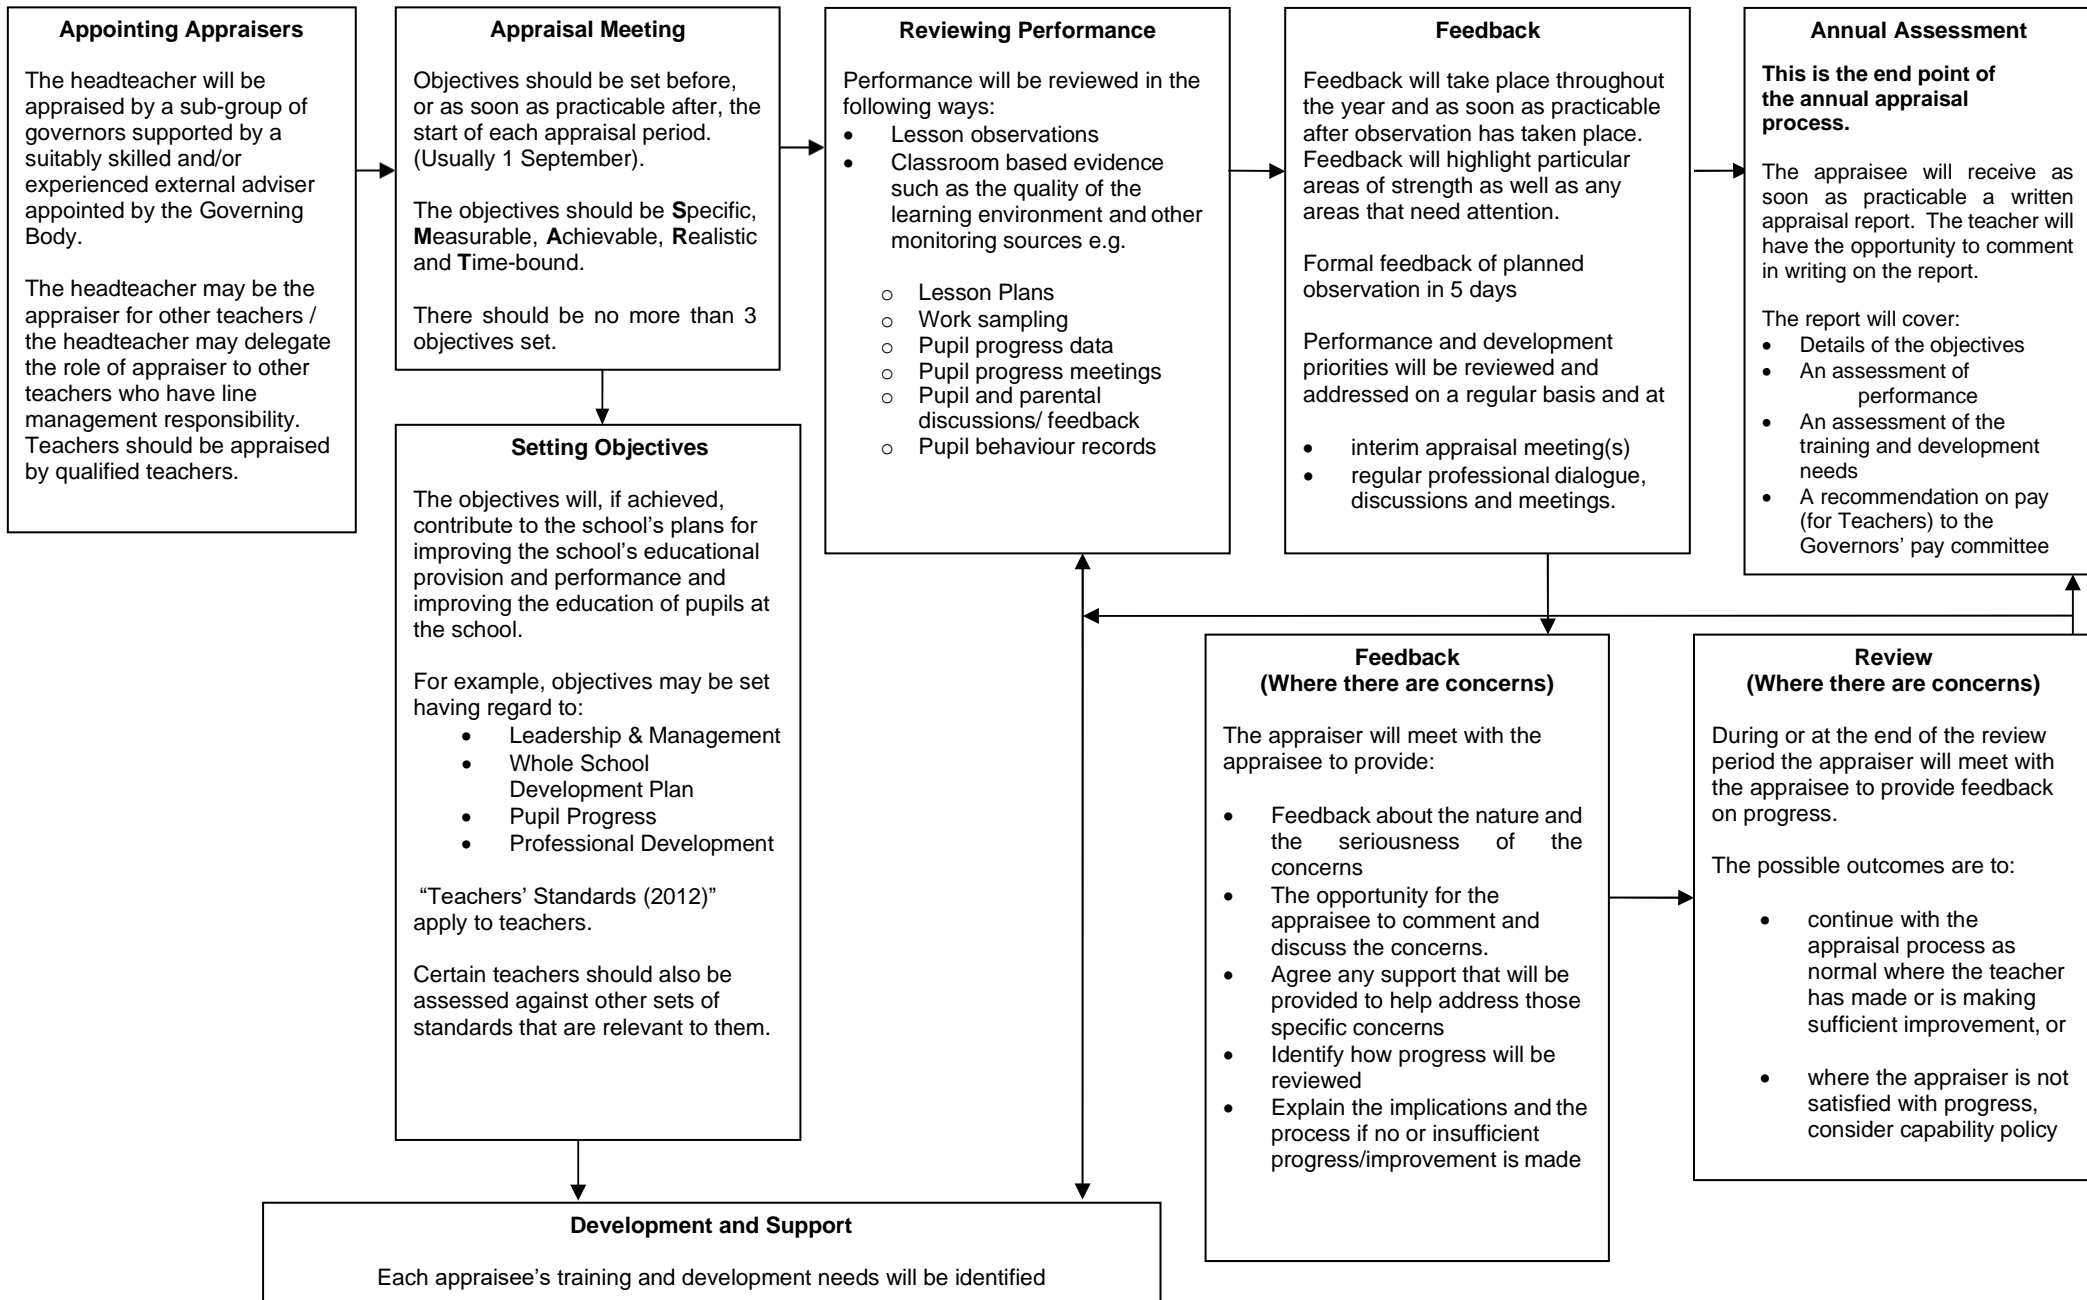 Appointing Appraisers
The headteacher will be
appraised by a sub-group of
governors supported by a
suitably skilled and/or
experienced external adviser
appointed by the Governing
Body.
The headteacher may be the
appraiser for other teachers /
the headteacher may delegate
the role of appraiser to other
teachers who have line
management responsibility.
Teachers should be appraised
by qualified teachers.
Appraisal Meeting
Objectives should be set before,
or as soon as practicable after, the
start of each appraisal period.
(Usually 1 September).
The objectives should be Specific,
Measurable, Achievable, Realistic
and Time-bound.
There should be no more than 3
objectives set.
Setting Objectives
The objectives will, if achieved,
contribute to the school’s plans for
improving the school’s educational
provision and performance and
improving the education of pupils at
the school.
For example, objectives may be set
having regard to:
• Leadership & Management
• Whole School
Development Plan
• Pupil Progress
• Professional Development
“Teachers’ Standards (2012)”
apply to teachers.
Certain teachers should also be
assessed against other sets of
standards that are relevant to them.
Reviewing Performance
Performance will be reviewed in the
following ways:
• Lesson observations
• Classroom based evidence
such as the quality of the
learning environment and other
monitoring sources e.g.
o Lesson Plans
o Work sampling
o Pupil progress data
o Pupil progress meetings
o Pupil and parental
discussions/ feedback
o Pupil behaviour records
Feedback
Feedback will take place throughout
the year and as soon as practicable
after observation has taken place.
Feedback will highlight particular
areas of strength as well as any
areas that need attention.
Formal feedback of planned
observation in 5 days
Performance and development
priorities will be reviewed and
addressed on a regular basis and at
• interim appraisal meeting(s)
• regular professional dialogue,
discussions and meetings.
Annual Assessment
This is the end point of
the annual appraisal
process.
The appraisee will receive as
soon as practicable a written
appraisal report. The teacher will
have the opportunity to comment
in writing on the report.
The report will cover:
• Details of the objectives
• An assessment of
performance
• An assessment of the
training and development
needs
• A recommendation on pay
(for Teachers) to the
Governors’ pay committee
Feedback
(Where there are concerns)
The appraiser will meet with the
appraisee to provide:
• Feedback about the nature and
the seriousness of the
concerns
• The opportunity for the
appraisee to comment and
discuss the concerns.
• Agree any support that will be
provided to help address those
specific concerns
• Identify how progress will be
reviewed
• Explain the implications and the
process if no or insufficient
progress/improvement is made
Review
(Where there are concerns)
During or at the end of the review
period the appraiser will meet with
the appraisee to provide feedback
on progress.
The possible outcomes are to:
• continue with the
appraisal process as
normal where the teacher
has made or is making
sufficient improvement, or
• where the appraiser is not
satisfied with progress,
consider capability policy
Development and Support
Each appraisee’s training and development needs will be identified